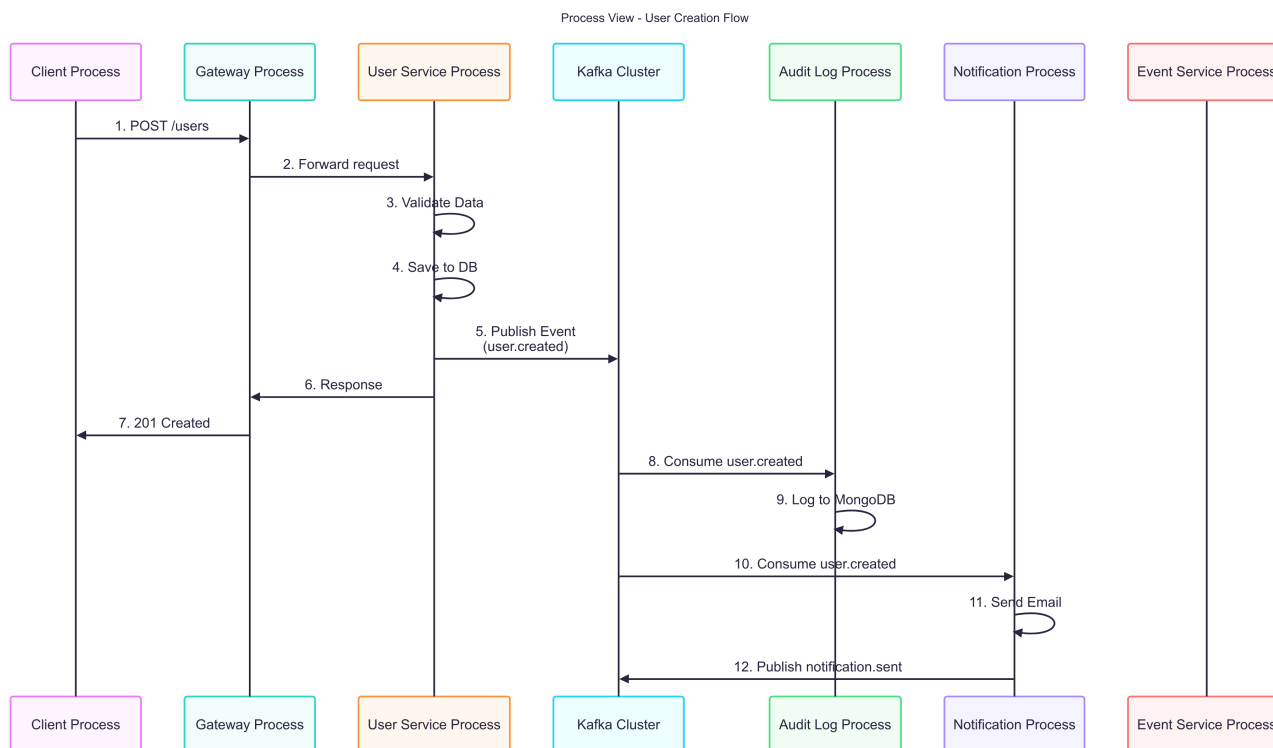 Process View - User Creation Flow
Client Process
Gateway Process
User Service Process
Kafka Cluster
Audit Log Process
Notification Process
Event Service Process
1. POST /users
2. Forward request
3. Validate Data
4. Save to DB
5. Publish Event
(user.created)
6. Response
7. 201 Created
8. Consume user.created
9. Log to MongoDB
10. Consume user.created
11. Send Email
12. Publish notification.sent
Client Process
Gateway Process
User Service Process
Kafka Cluster
Audit Log Process
Notification Process
Event Service Process